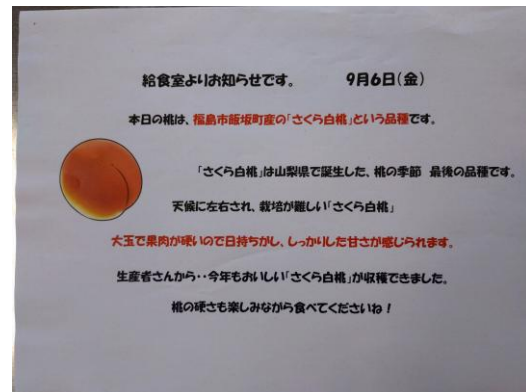 給食室よりお知らせです。 9月6日(金)
本日の桃は、福島市飯坂町産の「さくら白桃」という品種です。
「さくら白桃」は山梨県で誕生した、桃の季節 最後の品種です。
天候に左右され、栽培が難しい「さくら白桃」
大玉で果肉が硬いので日持ちがし、しっかりした甘さが感じられます。
生産者さんから・・今年もおいしい「さくら白桃」が収穫できました。
桃の硬さも楽しみながら食べてくださいね!